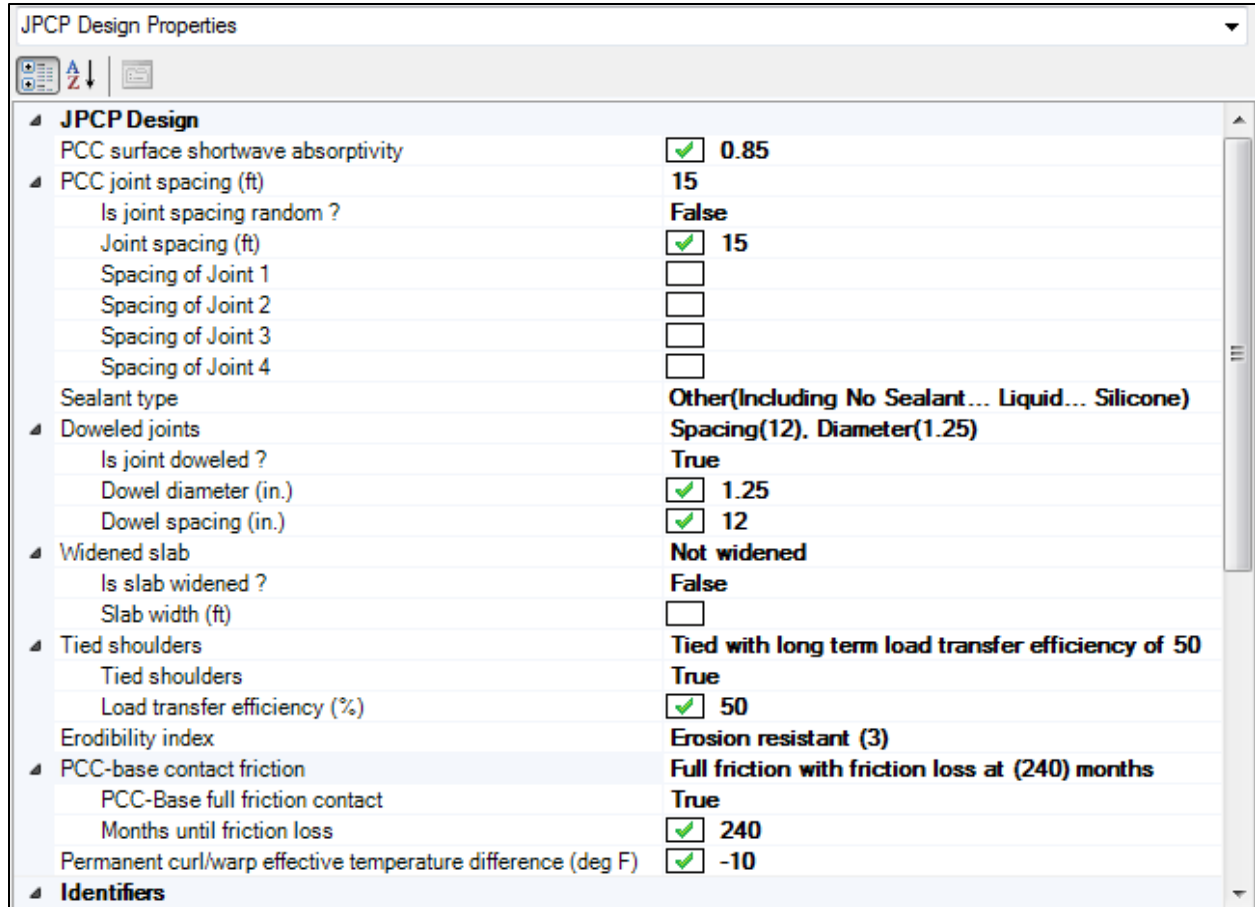 JPCP Design Properties
A
Z
JPCP Design
PCC surface shortwave absorptivity 0.85
PCC joint spacing (ft) 15
Is joint spacing random ? False
Joint spacing (ft) 15
Spacing of Joint 1
Spacing of Joint 2
Spacing of Joint 3
Spacing of Joint 4
Sealant type Other(Including No Sealant... Liquid... Silicone)
Doweled joints Spacing(12), Diameter(1.25)
Is joint doweled ? True
Dowel diameter (in.) 1.25
Dowel spacing (in.) 12
Widened slab Not widened
Is slab widened ? False
Slab width (ft)
Tied shoulders Tied with long term load transfer efficiency of 50
Tied shoulders True
Load transfer efficiency (%) 50
Erodibility index Erosion resistant (3)
PCC-base contact friction Full friction with friction loss at (240) months
PCC-Base full friction contact True
Months until friction loss 240
Permanent curl/warp effective temperature difference (deg F) -10
Identifiers